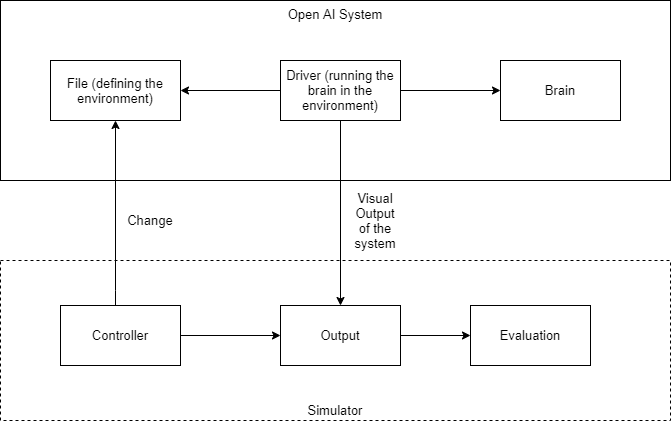 Open AI System
File (defining the
environment)
Driver (running the
brain in the
environment)
Brain
Change
Visual
Output
of the
system
Controller
Output
Evaluation
Simulator